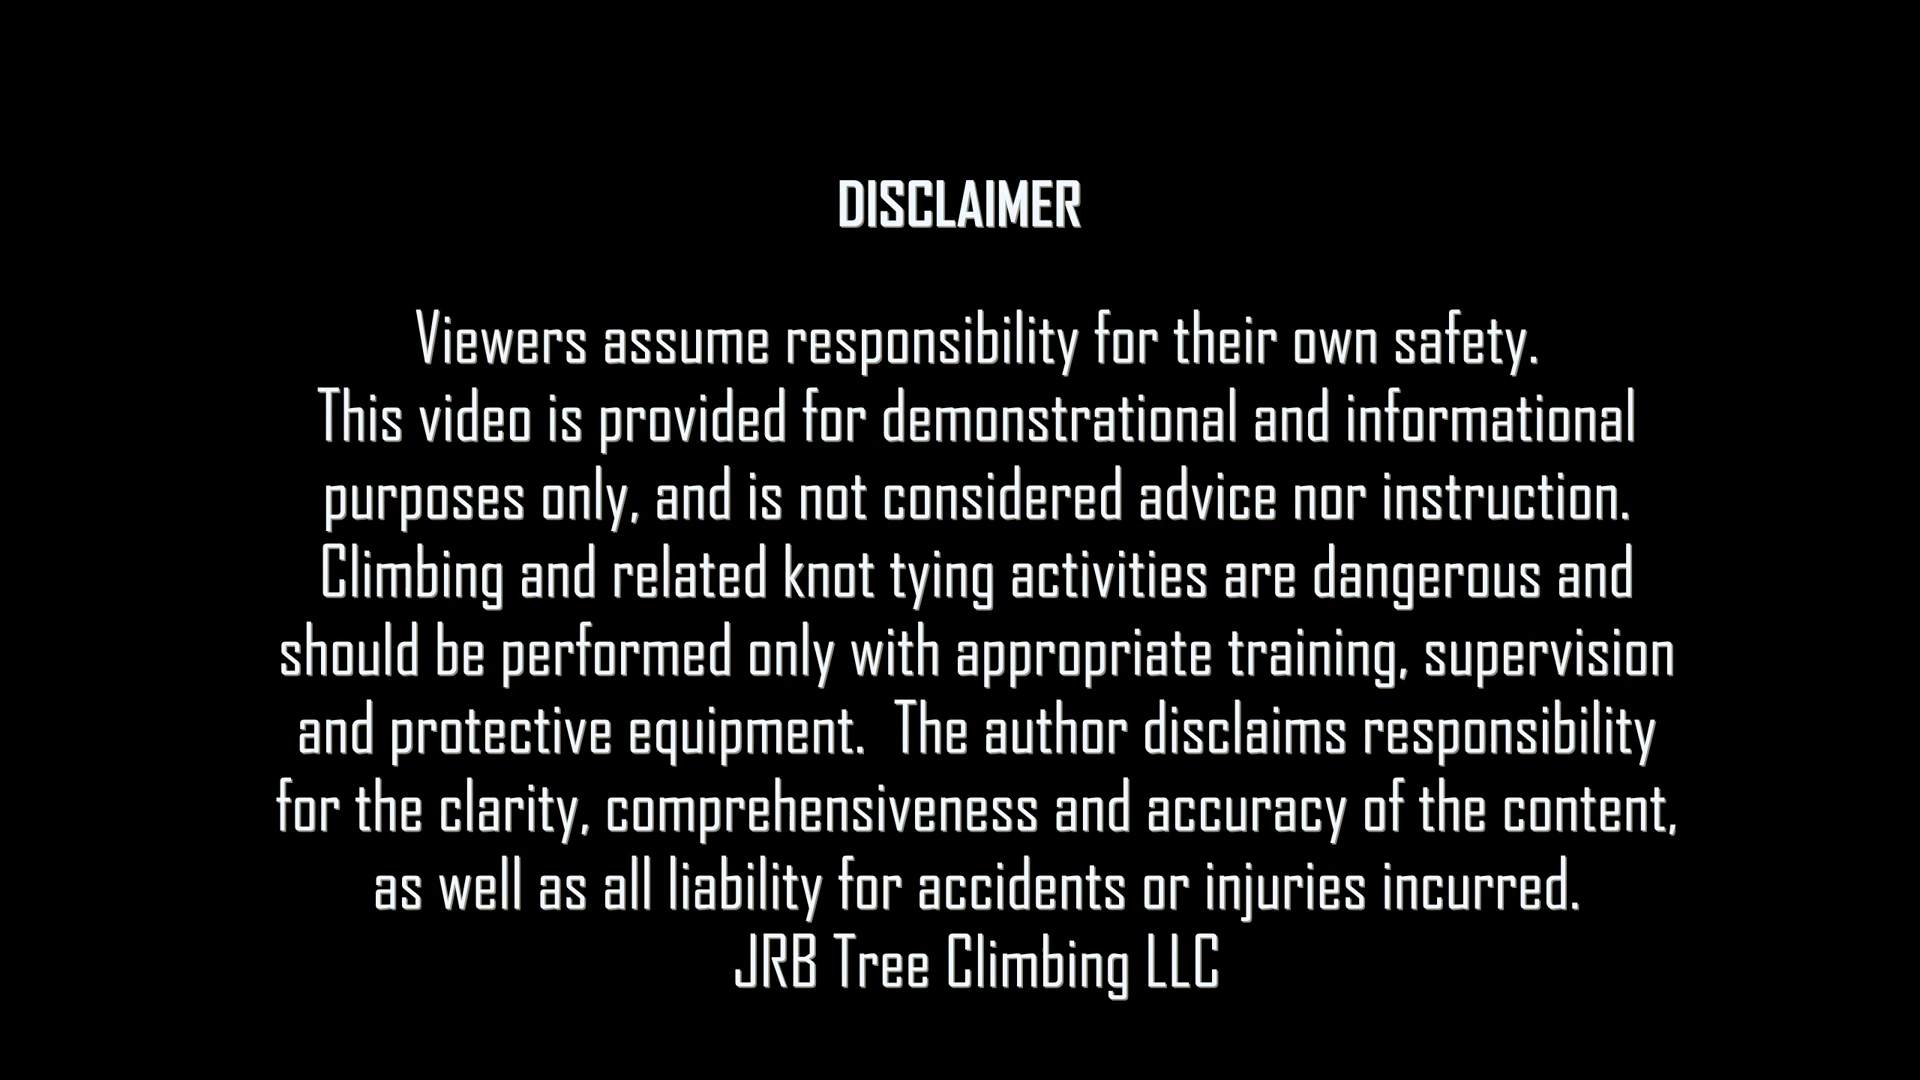 DISCLAIMER
Viewers assume responsibility for their own safety.
This video is provided for demonstrational and informational
purposes only, and is not considered advice nor instruction.
Climbing and related knot tying activities are dangerous and
should be performed only with appropriate training, supervision
and protective equipment.  The author disclaims responsibility
for the clarity, comprehensiveness and accuracy of the content,
as well as all liability for accidents or injuries incurred.
JRB Tree Climbing LLC